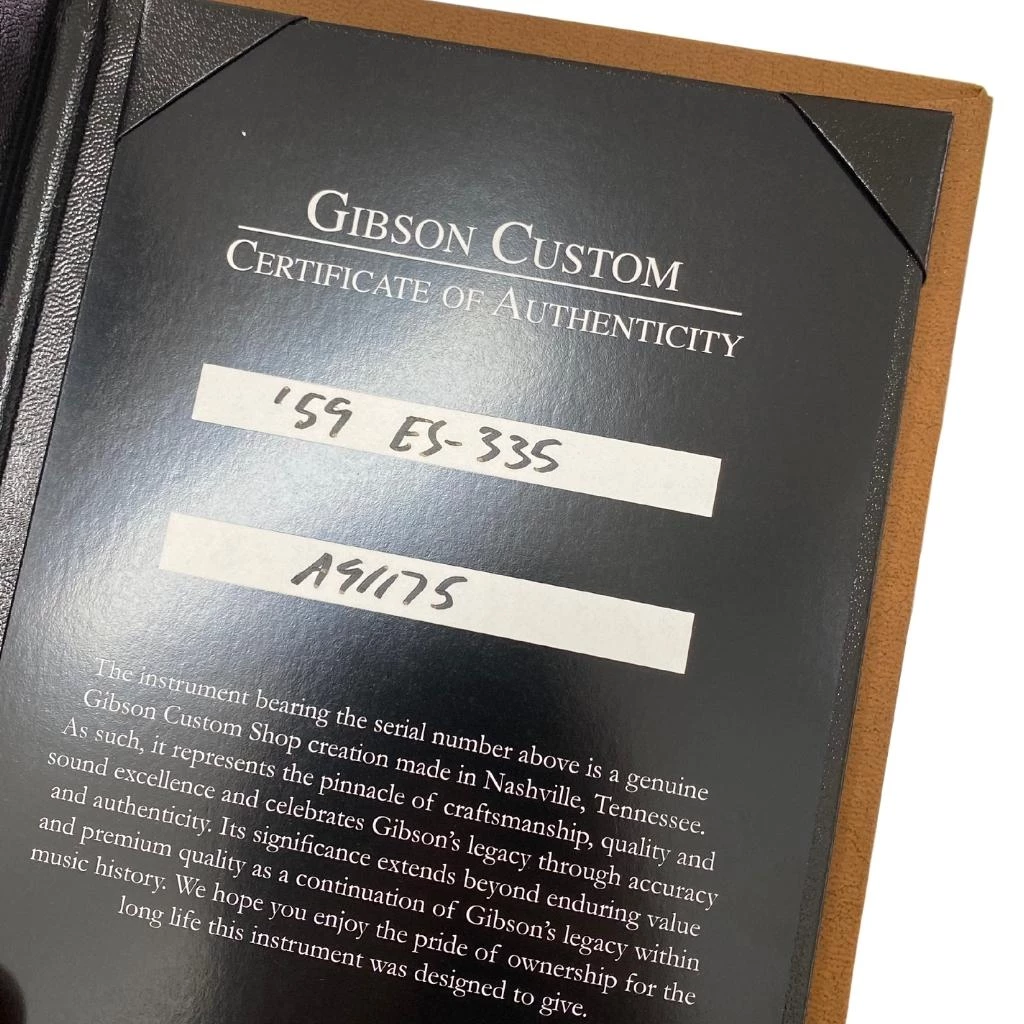 GIBSON CUSTOM
CERTIFICATE OF AUTHENTICITY
'59 ES-335
A91175
The instrument bearing the serial number above is a genuine
Gibson Custom Shop creation made in Nashville, Tennessee.
As such, it represents the pinnacle of craftsmanship, quality and
sound excellence and celebrates Gibson's legacy through accuracy
and authenticity. Its significance extends beyond enduring value
and premium quality as a continuation of Gibson's legacy within
music history. We hope you enjoy the pride of ownership for the
long life this instrument was designed to give.